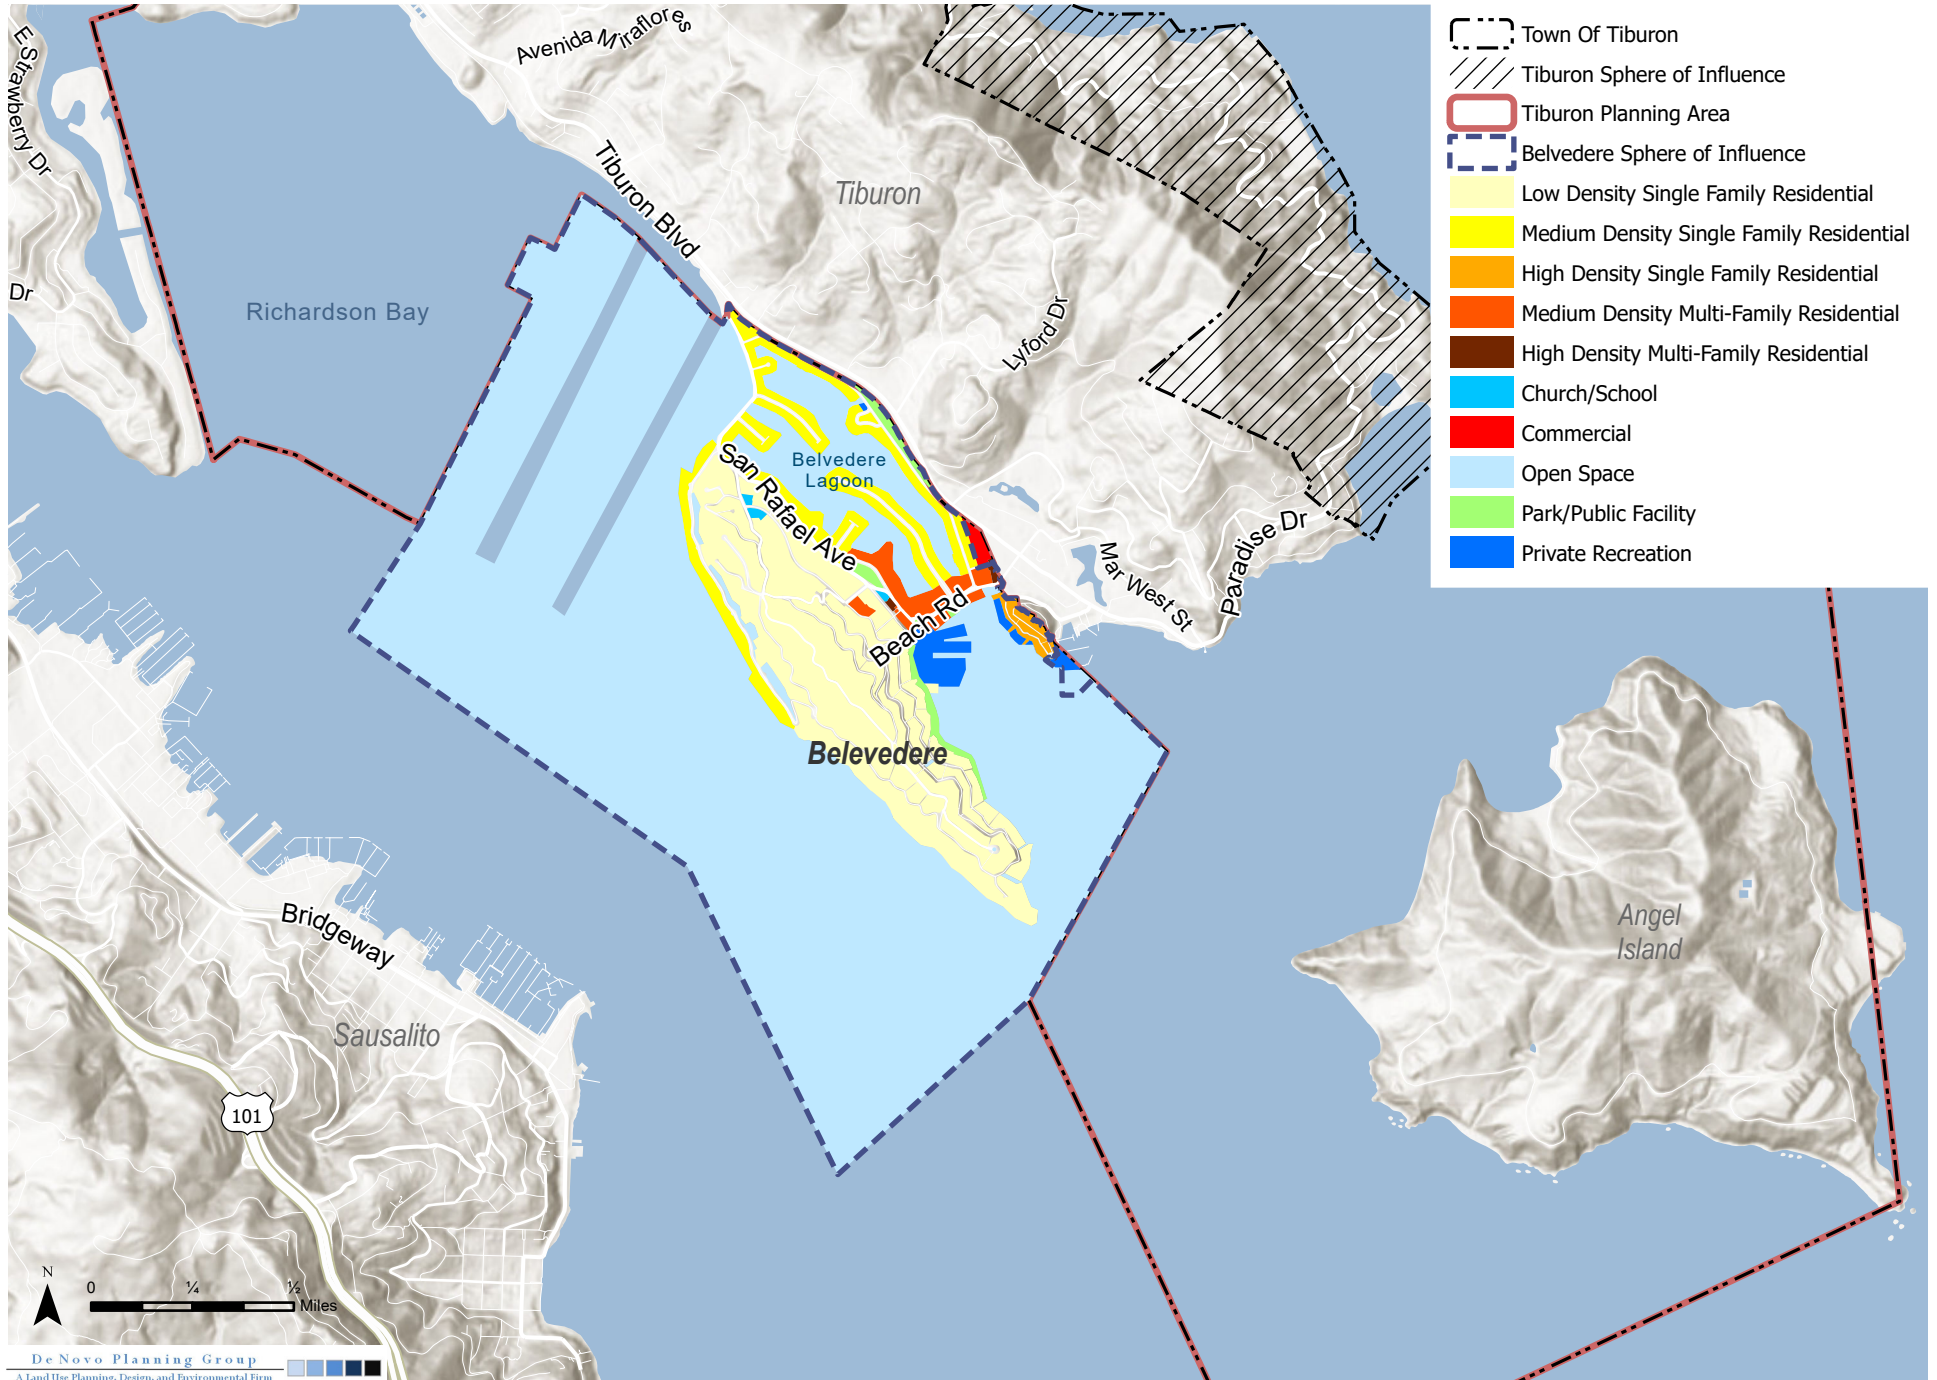 Town Of Tiburon
Tiburon Sphere of Influence
Tiburon Planning Area
Belvedere Sphere of Influence
Low Density Single Family Residential
Medium Density Single Family Residential
High Density Single Family Residential
Medium Density Multi-Family Residential
High Density Multi-Family Residential
Church/School
Commercial
Open Space
Park/Public Facility
Private Recreation
E Strawberry Dr
Avenida Miraflores
Tiburon Blvd
Tiburon
Dr
Richardson Bay
Lyford Dr
San Rafael Ave
Belvedere
Lagoon
Mar West St
Paradise Dr
Beach Rd
Belevedere
Angel
Island
Bridgeway
Sausalito
101
N
0
¼
½
Miles
De Novo Planning Group
A Land Use Planning, Design, and Environmental Firm